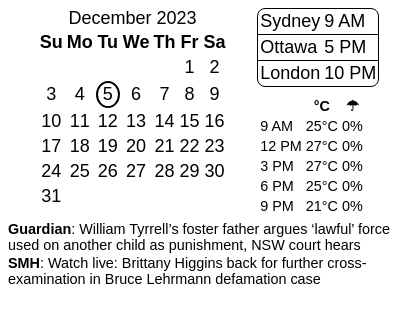 December 2023
Su Mo Tu We Th Fr Sa
1 2
3 4 5 6 7 8 9
10 11 12 13 14 15 16
17 18 19 20 21 22 23
24 25 26 27 28 29 30
31
Sydney 9 AM
Ottawa 5 PM
London 10 PM
°C ☂
9 AM 25°C 0%
12 PM 27°C 0%
3 PM 27°C 0%
6 PM 25°C 0%
9 PM 21°C 0%
Guardian: William Tyrrell’s foster father argues ‘lawful’ force
used on another child as punishment, NSW court hears
SMH: Watch live: Brittany Higgins back for further cross-
examination in Bruce Lehrmann defamation case